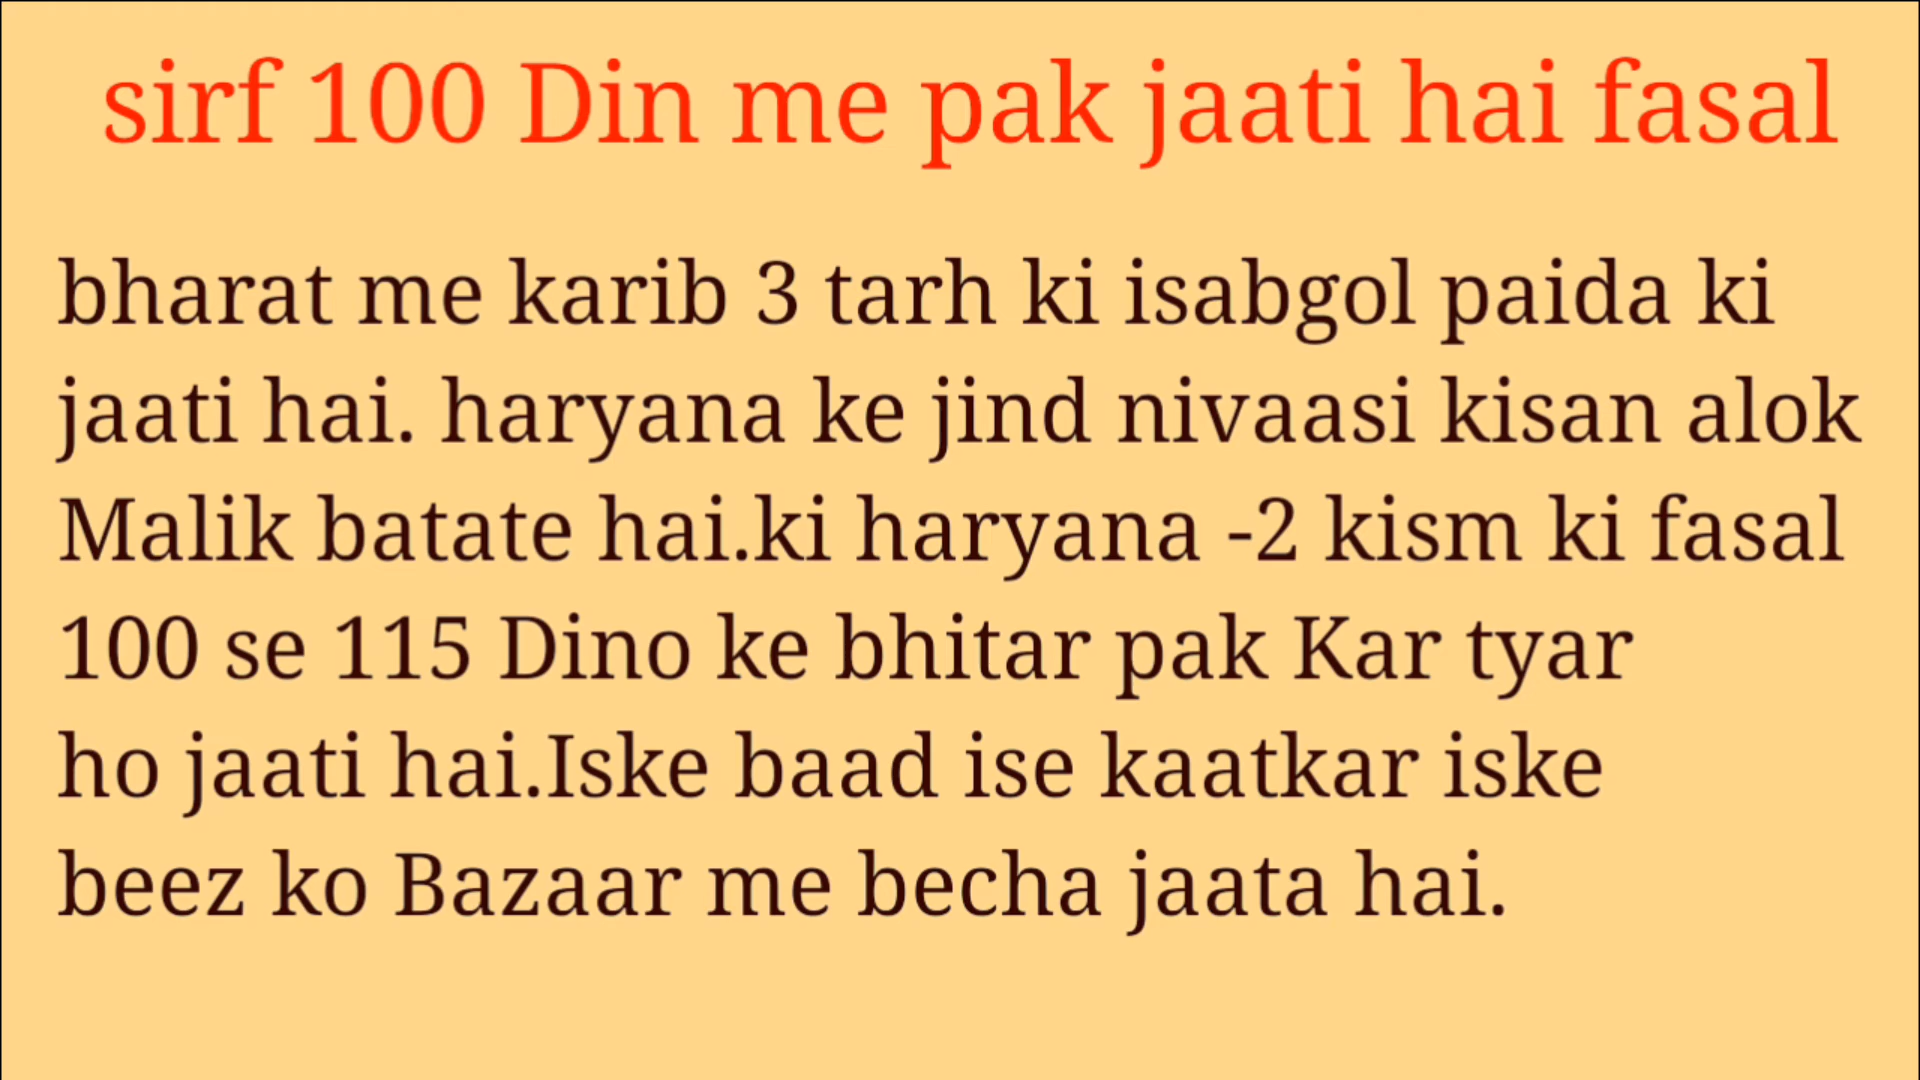 sirf 100 Din me pak jaati hai fasal
bharat me karib 3 tarh ki isabgol paida ki
jaati hai. haryana ke jind nivaasi kisan alok
Malik batate hai.ki haryana -2 kism ki fasal
100 se 115 Dino ke bhitar pak Kar tyar
ho jaati hai.Iske baad ise kaatkar iske
beez ko Bazaar me becha jaata hai.